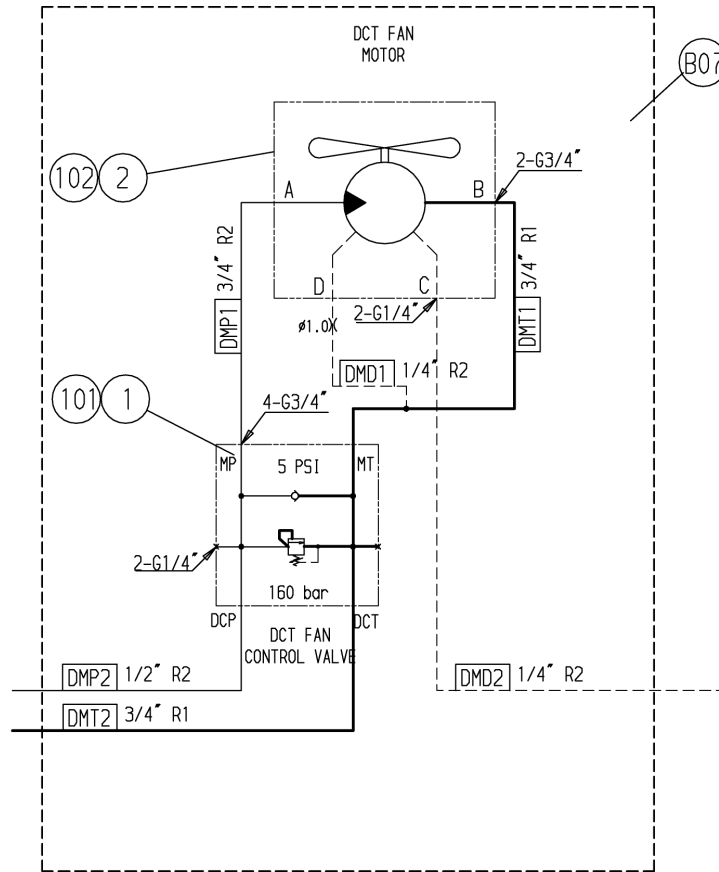 DCT FAN
MOTOR
B07
102 2
2-G3/4"
A
B
3/4" R2
3/4" R1
D
C
DMP1
ø1.0
2-G1/4"
DMT1
DMD1 1/4" R2
101 1
4-G3/4"
MP
5 PSI
MT
2-G1/4"
160 bar
DCP
DCT
DCT FAN
CONTROL VALVE
DMP2 1/2" R2
DMD2 1/4" R2
DMT2 3/4" R1